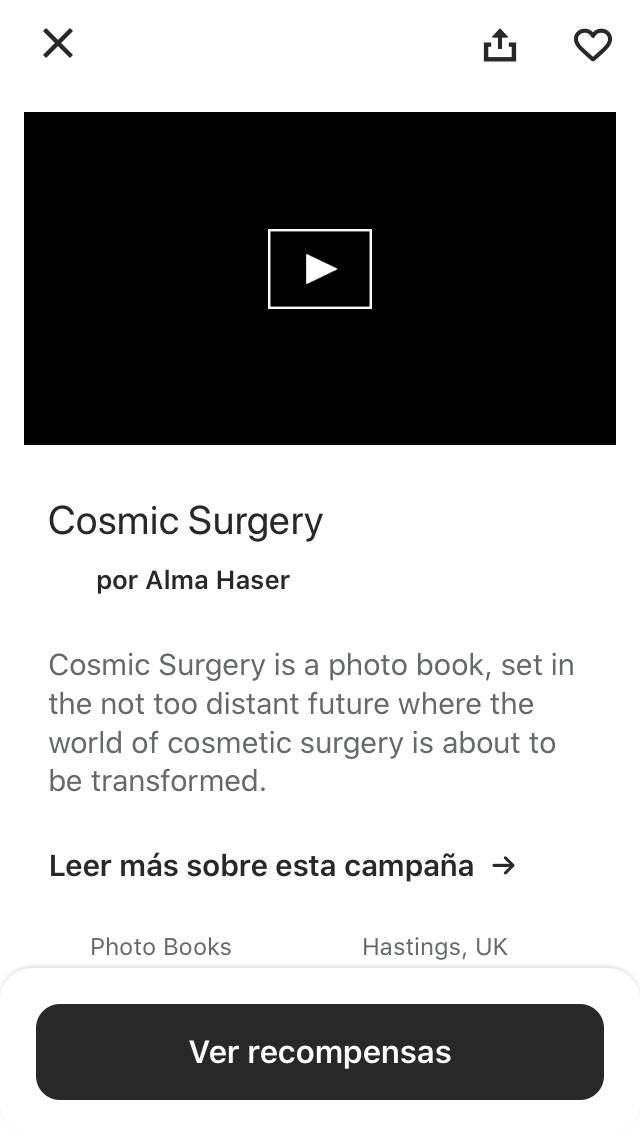 Cosmic Surgery
por Alma Haser
Cosmic Surgery is a photo book, set in
the not too distant future where the
world of cosmetic surgery is about to
be transformed.
Leer más sobre esta campaña →
Photo Books
Hastings, UK
Ver recompensas